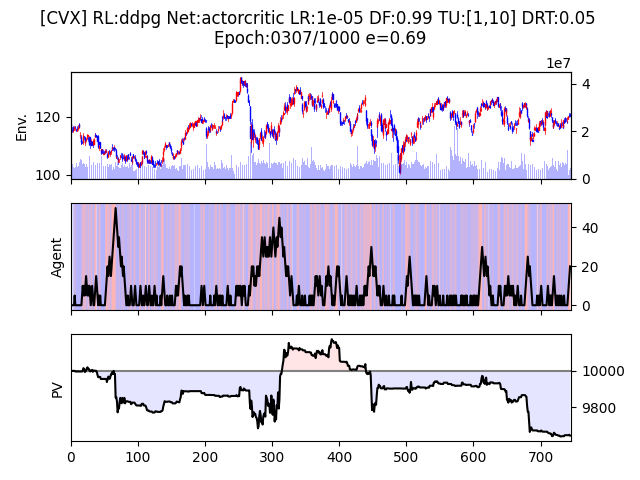 [CVX] RL:ddpg Net:actorcritic LR:1e-05 DF:0.99 TU:[1,10] DRT:0.05
Epoch:0307/1000 e=0.69
1e7
Env.
120
100
4
2
0
Agent
40
20
0
PV
10000
9800
0 100 200 300 400 500 600 700